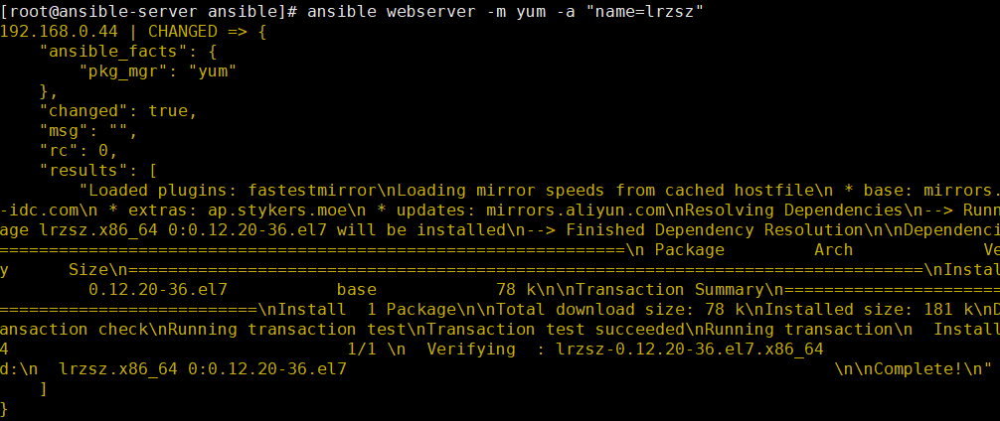 [root@ansible-server ansible]# ansible webserver -m yum -a "name=lrzsz"
192.168.0.44 | CHANGED => {
    "ansible_facts": {
        "pkg_mgr": "yum"
    },
    "changed": true,
    "msg": "",
    "rc": 0,
    "results": [
        "Loaded plugins: fastestmirror\nLoading mirror speeds from cached hostfile\n * base: mirrors.
-idc.com\n * extras: ap.stykers.moe\n * updates: mirrors.aliyun.com\nResolving Dependencies\n--> Runn
age lrzsz.x86_64 0:0.12.20-36.el7 will be installed\n--> Finished Dependency Resolution\n\nDependenci
===============================================================\n Package         Arch             Ve
y      Size\n================================================================================\nInstal
         0.12.20-36.el7           base            78 k\n\nTransaction Summary\n======================
==========================\nInstall  1 Package\n\nTotal download size: 78 k\nInstalled size: 181 k\nD
ansaction check\nRunning transaction test\nTransaction test succeeded\nRunning transaction\n  Install
4                                  1/1 \n  Verifying  : lrzsz-0.12.20-36.el7.x86_64
d:\n  lrzsz.x86_64 0:0.12.20-36.el7                                                 \n\nComplete!\n"
    ]
}